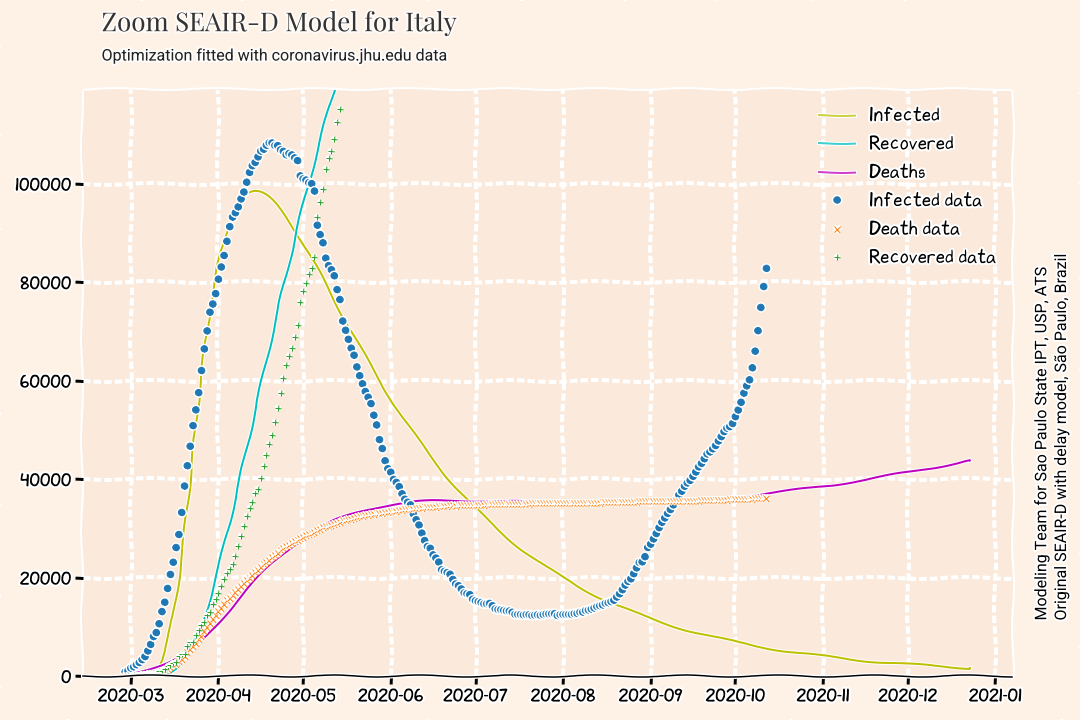 Zoom SEAIR-D Model for Italy
Optimization fitted with coronavirus.jhu.edu data
Infected
Recovered
Deaths
Infected data
Death data
Recovered data
100000
80000
60000
40000
20000
0
2020-03 2020-04 2020-05 2020-06 2020-07 2020-08 2020-09 2020-10 2020-11 2020-12 2021-01
Modeling Team for Sao Paulo State IPT, USP, ATS
Original SEAIR-D with delay model, São Paulo, Brazil